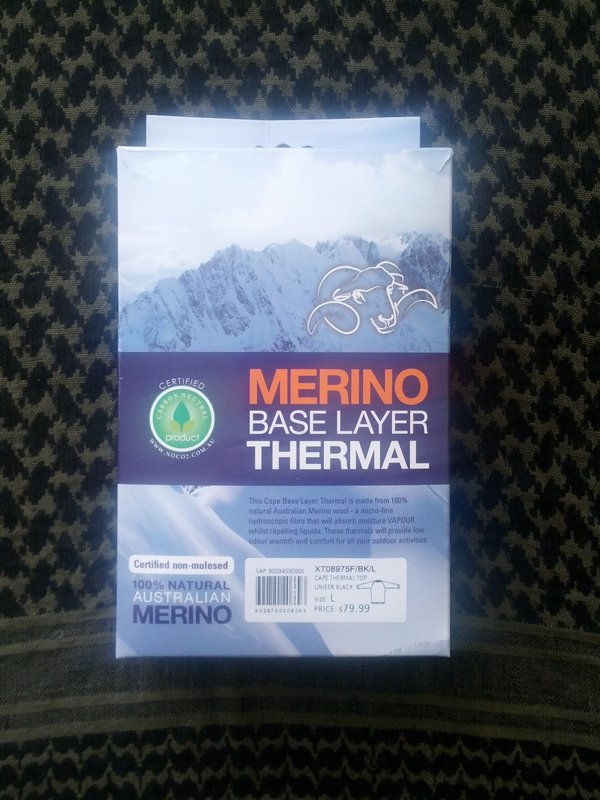 CERTIFIED
CARBON NEUTRAL
product
WWW.NOCO2.COM.AU
MERINO
BASE LAYER
THERMAL
This Cape Base Layer Thermal is made from 100%
natural Australian Merino wool - a micro-fine
hydroscopic fibre that will absorb moisture VAPOUR
whilst repelling liquids. These thermals will provide low
odour warmth and comfort for all your outdoor activities.
Certified non-mulesed
100% NATURAL
AUSTRALIAN
MERINO
SAP: 90034550005
9329720206393
XT08975F/BK/L
CAPE THERMAL TOP
UNISEX BLACK
SIZE L
PRICE $79.99